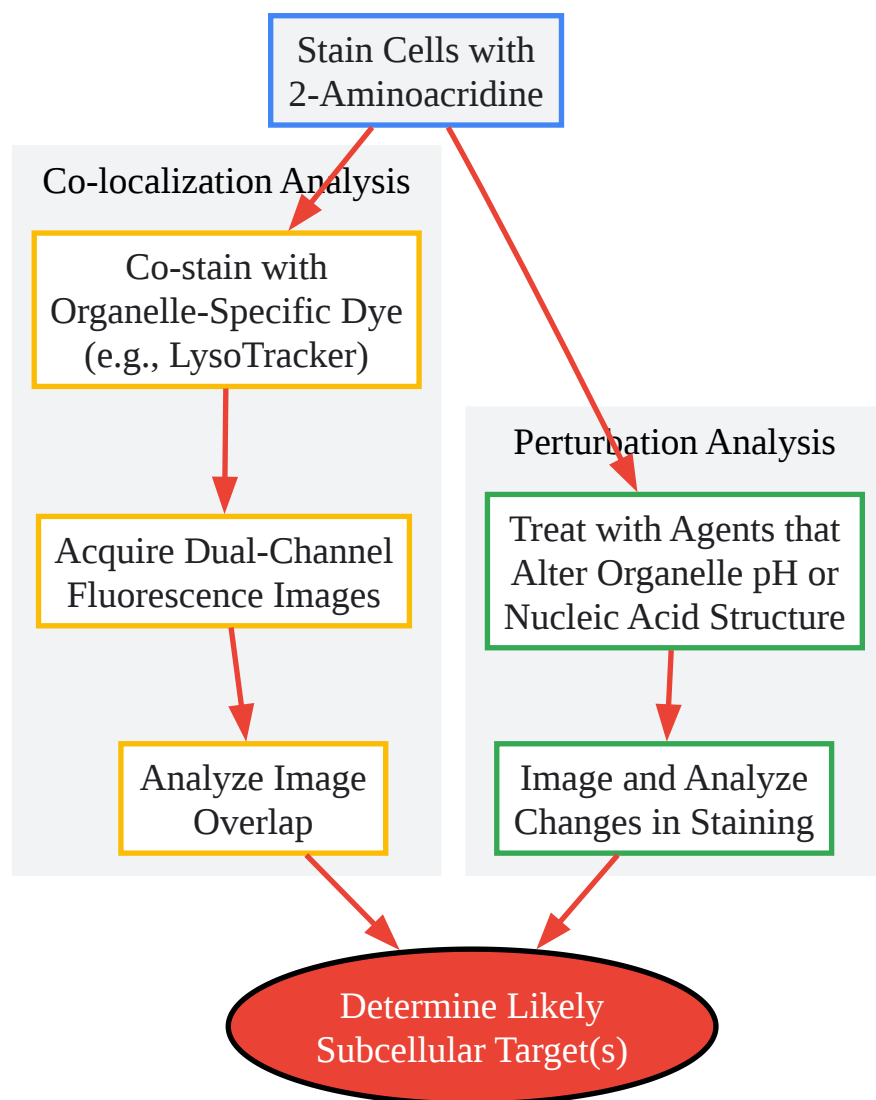 Stain Cells with
2-Aminoacridine
Co-localization Analysis
Co-stain with
Organelle-Specific Dye
(e.g., LysoTracker)
Acquire Dual-Channel
Fluorescence Images
Analyze Image
Overlap
Perturbation Analysis
Treat with Agents that
Alter Organelle pH or
Nucleic Acid Structure
Image and Analyze
Changes in Staining
Determine Likely
Subcellular Target(s)